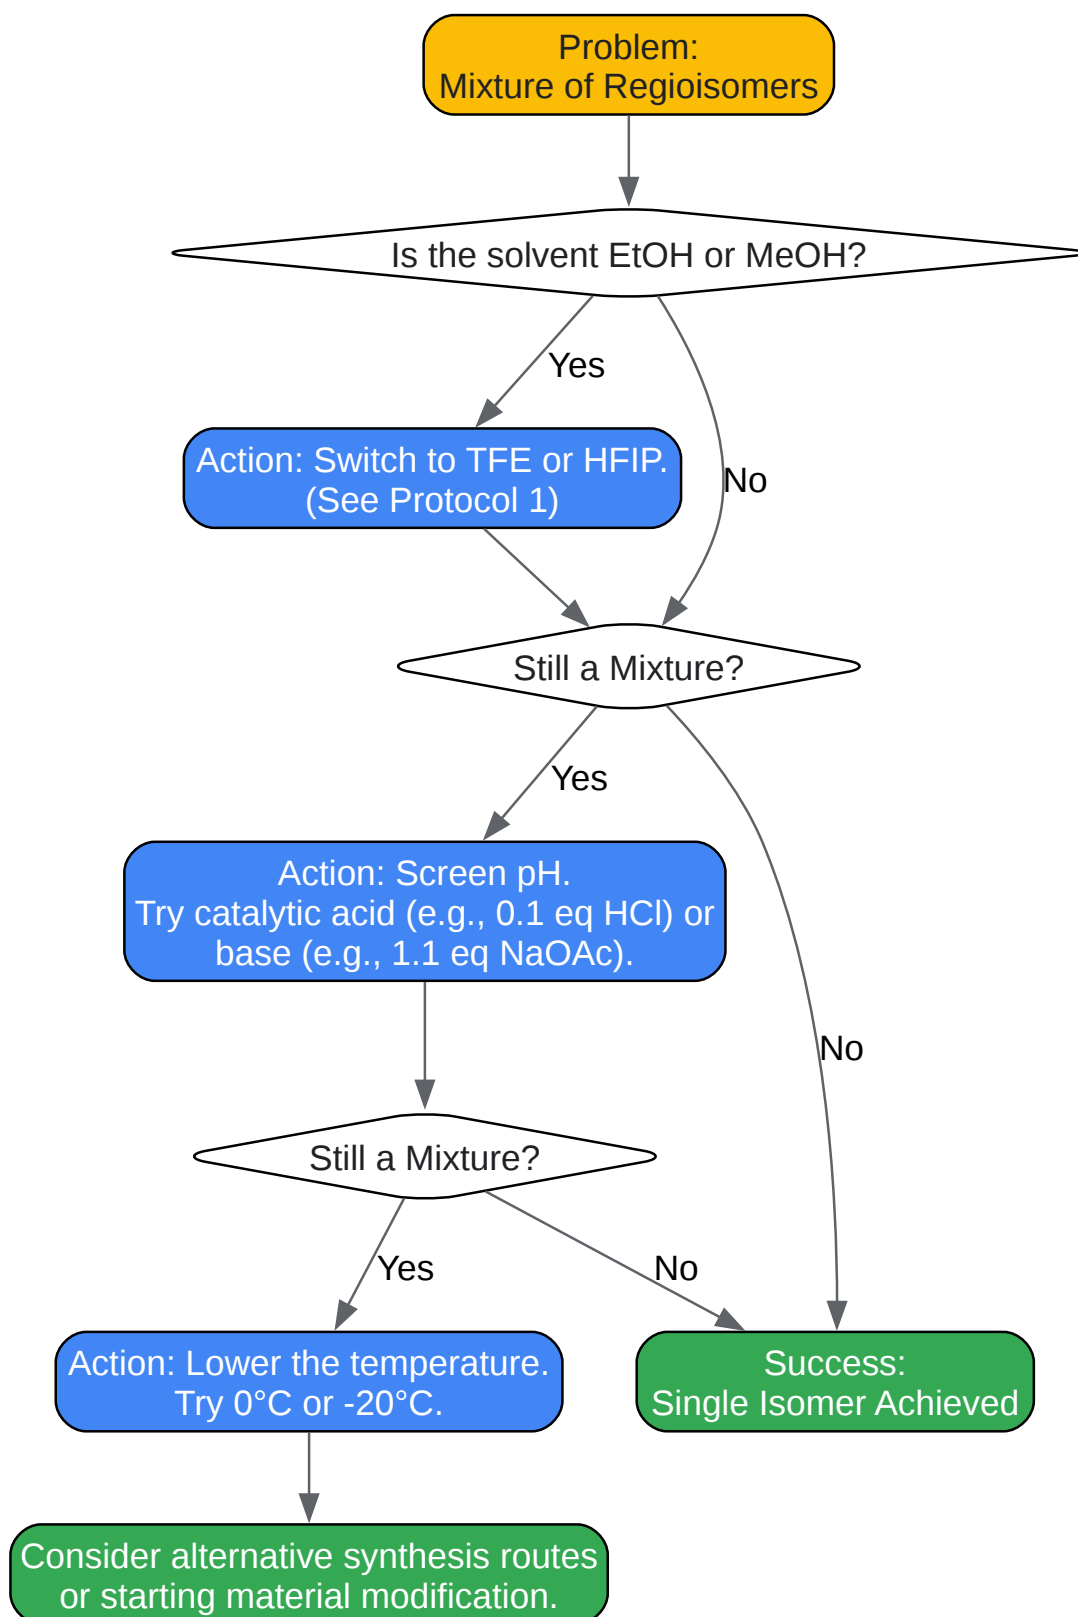 Problem:
Mixture of Regioisomers
Is the solvent EtOH or MeOH?
Yes
Action: Switch to TFE or HFIP.
(See Protocol 1)
No
Still a Mixture?
Yes
Action: Screen pH.
Try catalytic acid (e.g., 0.1 eq HCl) or
base (e.g., 1.1 eq NaOAc).
No
Still a Mixture?
Yes
No
Action: Lower the temperature.
Try 0°C or -20°C.
Success:
Single Isomer Achieved
Consider alternative synthesis routes
or starting material modification.